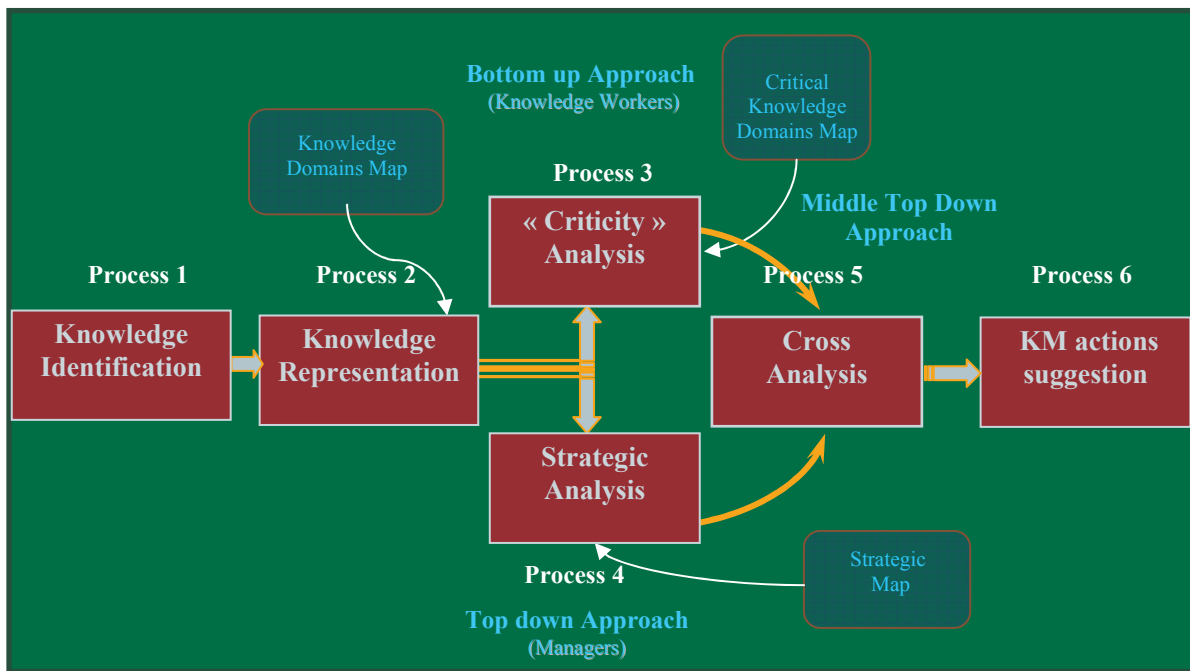 Bottom up Approach
(Knowledge Workers)
Critical
Knowledge
Domains Map
Knowledge
Domains Map
Process 3
« Criticity »
Analysis
Middle Top Down
Approach
Process 1
Knowledge
Identification
Process 2
Knowledge
Representation
Process 5
Cross
Analysis
Process 6
KM actions
suggestion
Strategic
Analysis
Process 4
Strategic
Map
Top down Approach
(Managers)